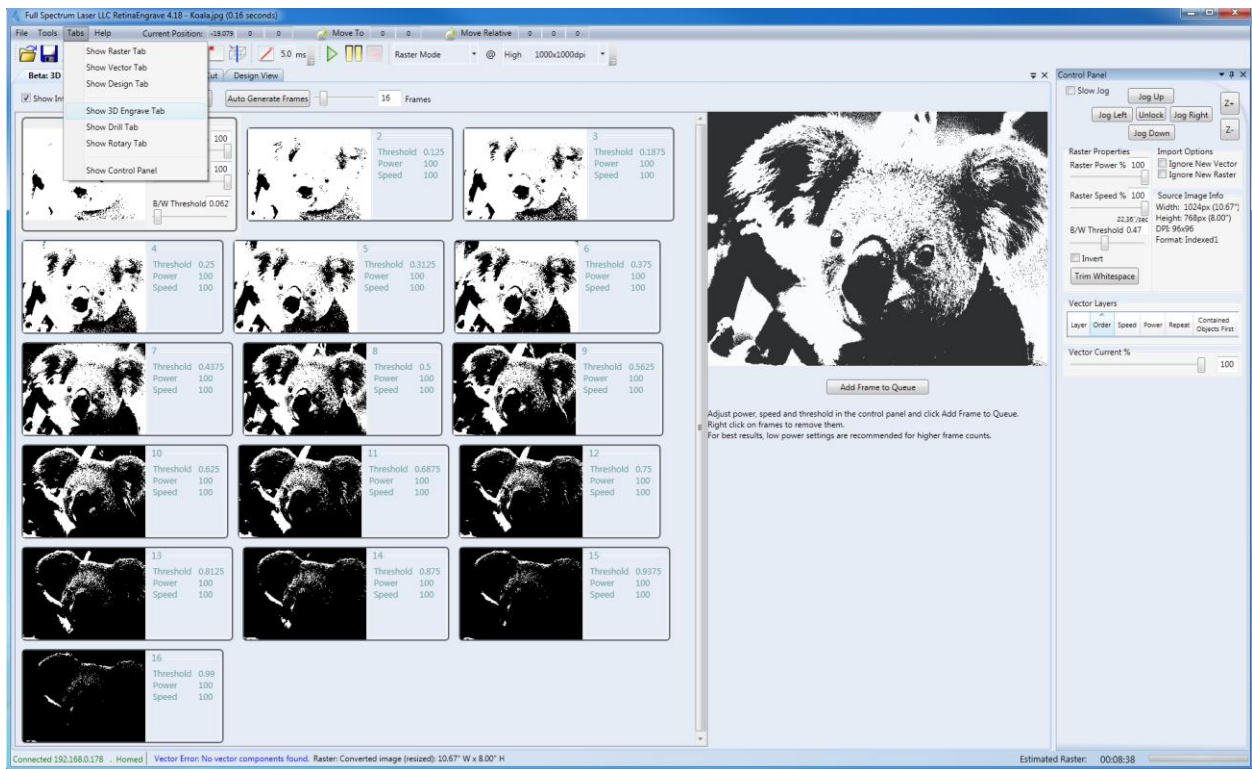 Full Spectrum Laser LLC RetinaEngrave 4.18 - Koala.jpg (0.16 seconds)
File Tools Tabs Help Current Position: -19.079 0 0 Move To 0 0 Move Relative 0 0 0
5.0 ms Raster Mode @ High 1000x1000dpi
Show Raster Tab
Show Vector Tab
Show Design Tab
Show 3D Engrave Tab
Show Drill Tab
Show Rotary Tab
Show Control Panel
Beta: 3D Cut Design View
Show In Auto Generate Frames 16 Frames
100
100
B/W Threshold 0.062
2
Threshold 0.125
Power 100
Speed 100
3
Threshold 0.1875
Power 100
Speed 100
4
Threshold 0.25
Power 100
Speed 100
5
Threshold 0.3125
Power 100
Speed 100
6
Threshold 0.375
Power 100
Speed 100
7
Threshold 0.4375
Power 100
Speed 100
8
Threshold 0.5
Power 100
Speed 100
9
Threshold 0.5625
Power 100
Speed 100
10
Threshold 0.625
Power 100
Speed 100
11
Threshold 0.6875
Power 100
Speed 100
12
Threshold 0.75
Power 100
Speed 100
13
Threshold 0.8125
Power 100
Speed 100
14
Threshold 0.875
Power 100
Speed 100
15
Threshold 0.9375
Power 100
Speed 100
16
Threshold 0.99
Power 100
Speed 100
Add Frame to Queue
Adjust power, speed and threshold in the control panel and click Add Frame to Queue.
Right click on frames to remove them.
For best results, low power settings are recommended for higher frame counts.
Control Panel
Slow Jog
Jog Up
Z+
Jog Left Unlock Jog Right
Jog Down
Z-
Raster Properties
Raster Power % 100
Raster Speed % 100
22.36"/sec
B/W Threshold 0.47
Invert
Trim Whitespace
Import Options
Ignore New Vector
Ignore New Raster
Source Image Info
Width: 1024px (10.67")
Height: 768px (8.00")
DPI: 96x96
Format: Indexed1
Vector Layers
Layer Order Speed Power Repeat Contained Objects First
Vector Current %
100
Connected 192.168.0.178 . Homed Vector Error: No vector components found. Raster: Converted image (resized): 10.67" W x 8.00" H Estimated Raster: 00:08:38